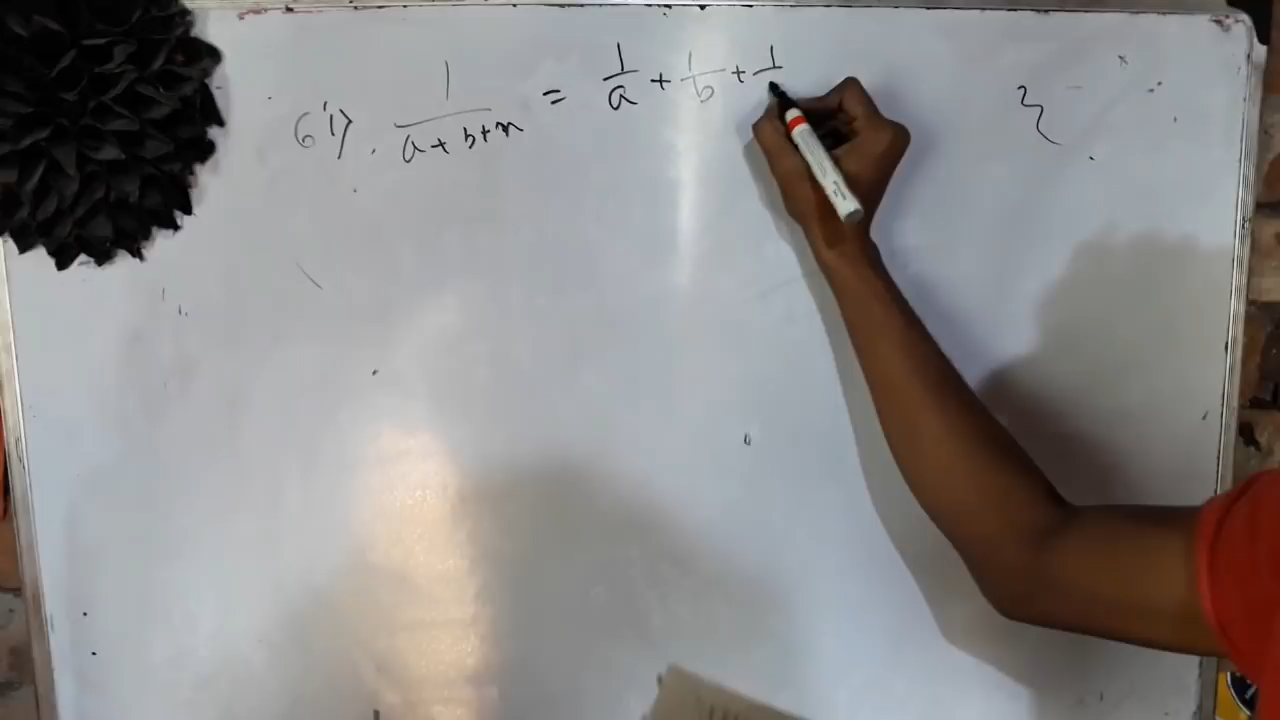 6 i) . 1/(a+b+x) = 1/a + 1/b + 1/